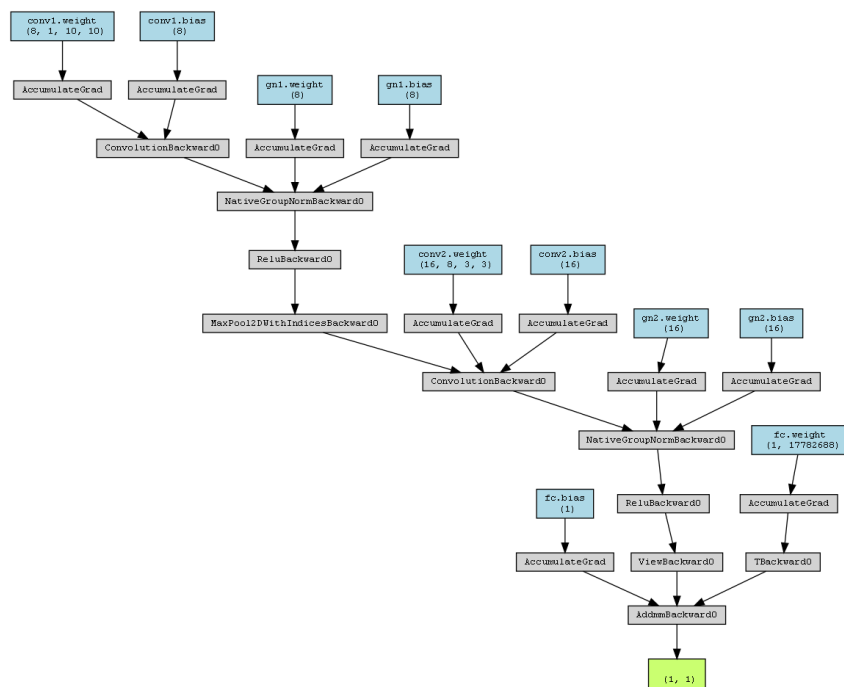 conv1.weight
(8, 1, 10, 10)
conv1.bias
(8)
AccumulateGrad
AccumulateGrad
gn1.weight
(8)
gn1.bias
(8)
ConvolutionBackward0
AccumulateGrad
AccumulateGrad
NativeGroupNormBackward0
ReluBackward0
conv2.weight
(16, 8, 3, 3)
conv2.bias
(16)
MaxPool2DWithIndicesBackward0
AccumulateGrad
AccumulateGrad
gn2.weight
(16)
gn2.bias
(16)
ConvolutionBackward0
AccumulateGrad
AccumulateGrad
NativeGroupNormBackward0
fc.weight
(1, 17782688)
fc.bias
(1)
ReluBackward0
AccumulateGrad
AccumulateGrad
ViewBackward0
TBackward0
AddmmBackward0
(1, 1)